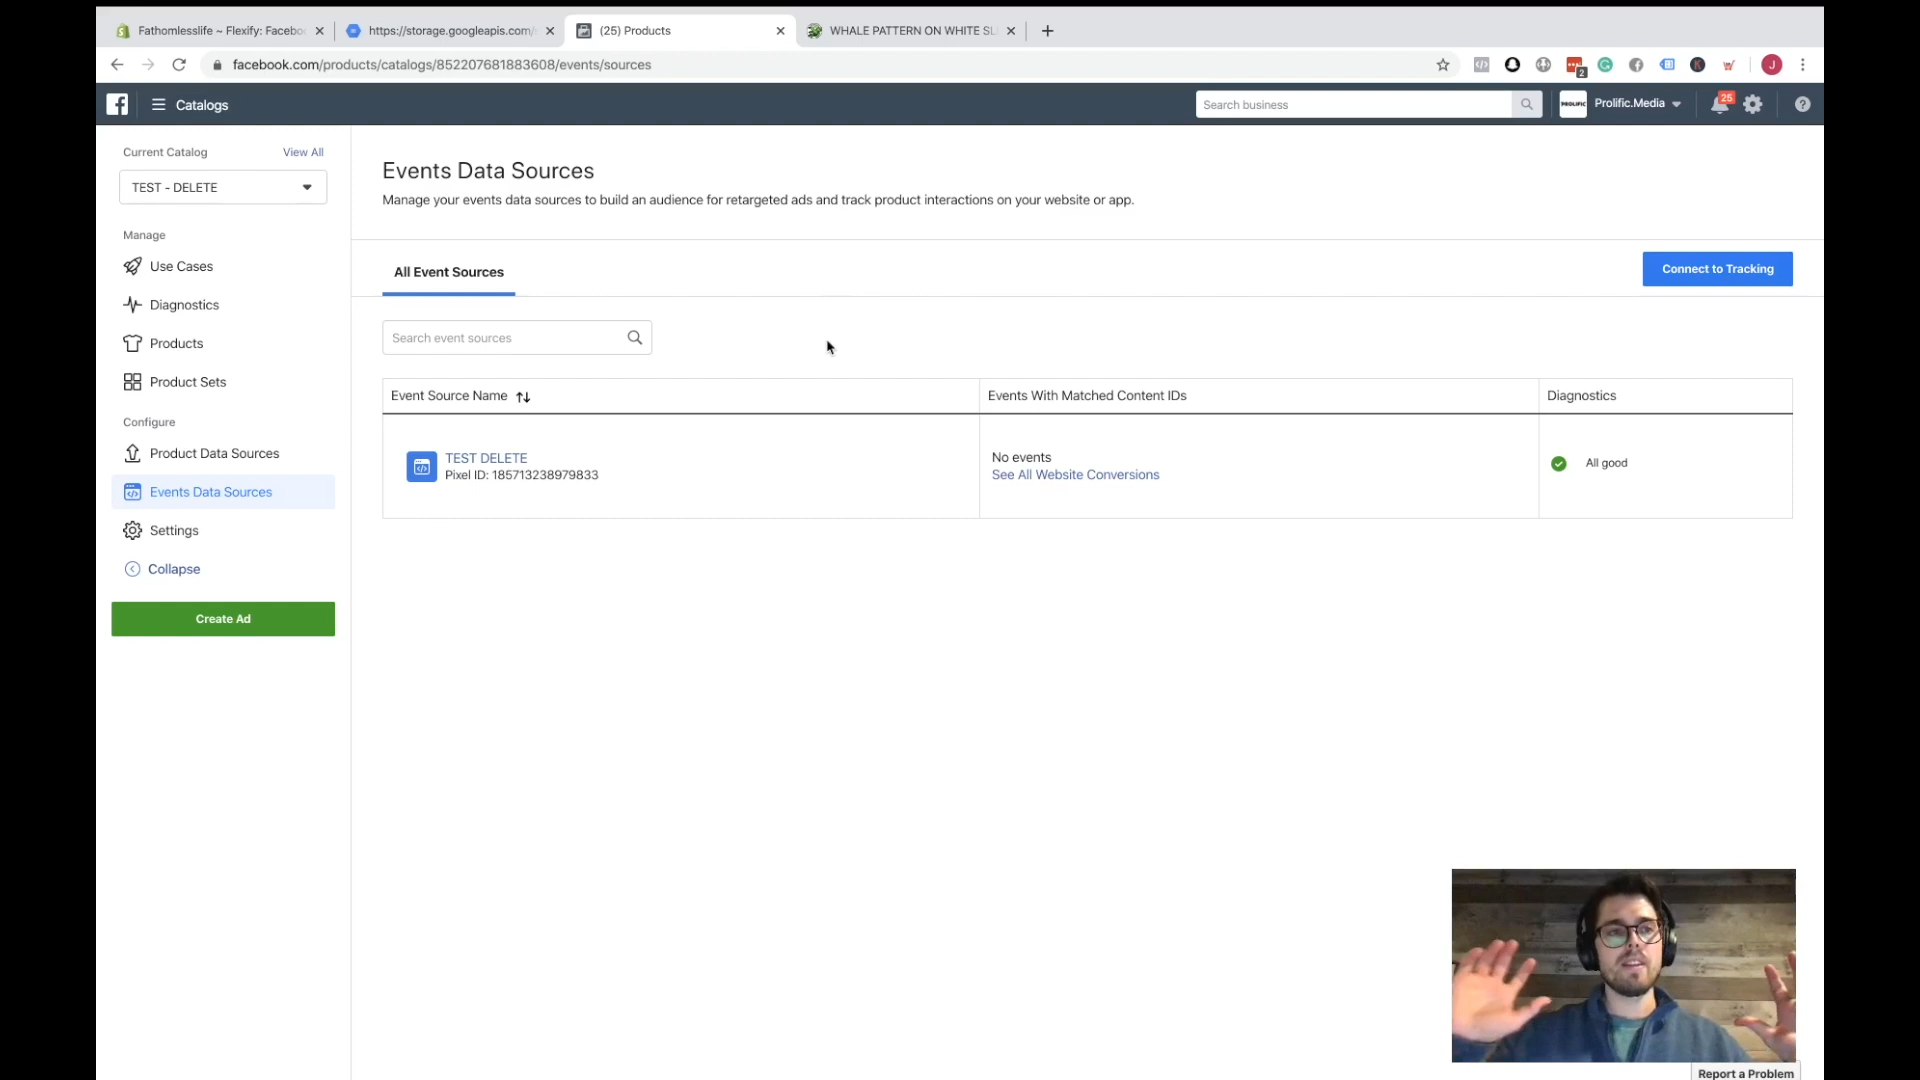 Fathomlesslife ~ Flexify: Facebo
https://storage.googleapis.com/
(25) Products
WHALE PATTERN ON WHITE SL
facebook.com/products/catalogs/852207681883608/events/sources
2
J
Catalogs
Search business
PROLIFIC
Prolific.Media
25
Current Catalog
View All
TEST - DELETE
Manage
Use Cases
Diagnostics
Products
Product Sets
Configure
Product Data Sources
Events Data Sources
Settings
Collapse
Create Ad
Events Data Sources
Manage your events data sources to build an audience for retargeted ads and track product interactions on your website or app.
All Event Sources
Connect to Tracking
Search event sources
Event Source Name
Events With Matched Content IDs
Diagnostics
TEST DELETE
Pixel ID: 185713238979833
No events
See All Website Conversions
All good
Report a Problem